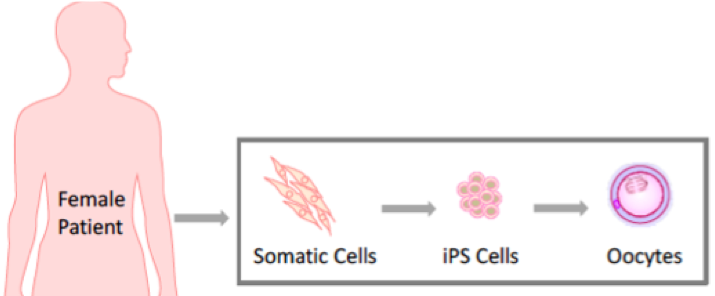 Female
Patient
Somatic Cells
iPS Cells
Oocytes